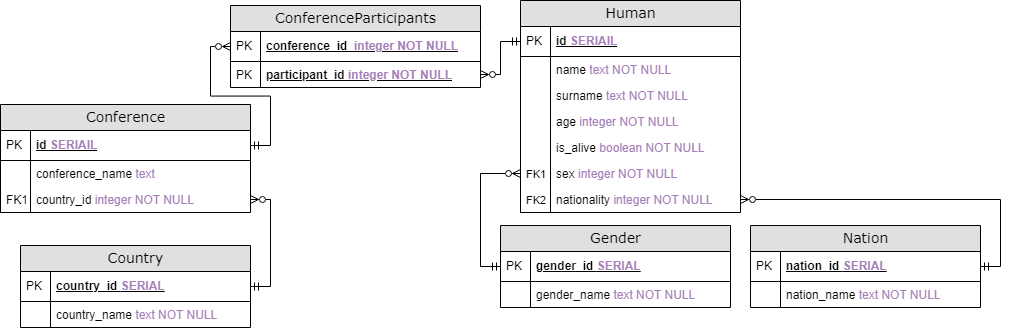 ConferenceParticipants
PK conference_id integer NOT NULL
PK participant_id integer NOT NULL
Human
PK id SERIAIL
name text NOT NULL
surname text NOT NULL
age integer NOT NULL
is_alive boolean NOT NULL
FK1 sex integer NOT NULL
FK2 nationality integer NOT NULL
Conference
PK id SERIAIL
conference_name text
FK1 country_id integer NOT NULL
Country
PK country_id SERIAL
country_name text NOT NULL
Gender
PK gender_id SERIAL
gender_name text NOT NULL
Nation
PK nation_id SERIAL
nation_name text NOT NULL